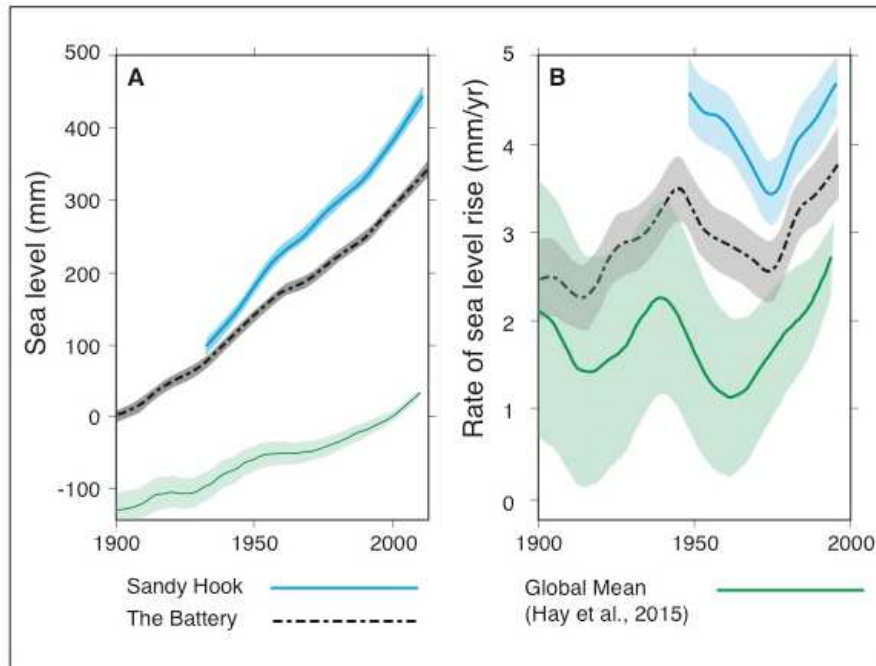 A
B
Sea level (mm)
500
400
300
200
100
0
-100
1900
1950
2000
Rate of sea level rise (mm/yr)
5
4
3
2
1
0
1900
1950
2000
Sandy Hook
The Battery
Global Mean
(Hay et al., 2015)